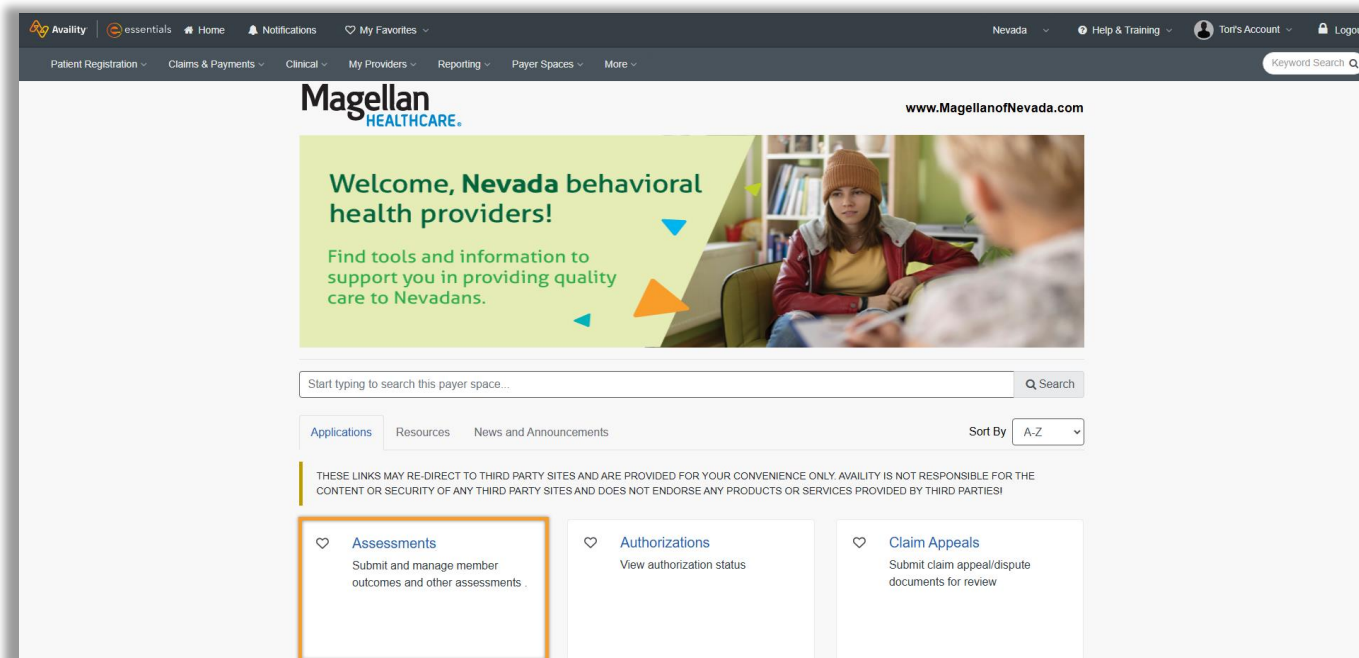 Availity essentials Home Notifications My Favorites Nevada Help & Training Tori's Account Logout
Patient Registration Claims & Payments Clinical My Providers Reporting Payer Spaces More Keyword Search
Magellan
HEALTHCARE®
www.MagellanofNevada.com
Welcome, Nevada behavioral
health providers!
Find tools and information to
support you in providing quality
care to Nevadans.
Start typing to search this payer space... Search
Applications Resources News and Announcements Sort By A-Z
THESE LINKS MAY RE-DIRECT TO THIRD PARTY SITES AND ARE PROVIDED FOR YOUR CONVENIENCE ONLY. AVAILITY IS NOT RESPONSIBLE FOR THE
CONTENT OR SECURITY OF ANY THIRD PARTY SITES AND DOES NOT ENDORSE ANY PRODUCTS OR SERVICES PROVIDED BY THIRD PARTIES!
Assessments
Submit and manage member
outcomes and other assessments .
Authorizations
View authorization status
Claim Appeals
Submit claim appeal/dispute
documents for review